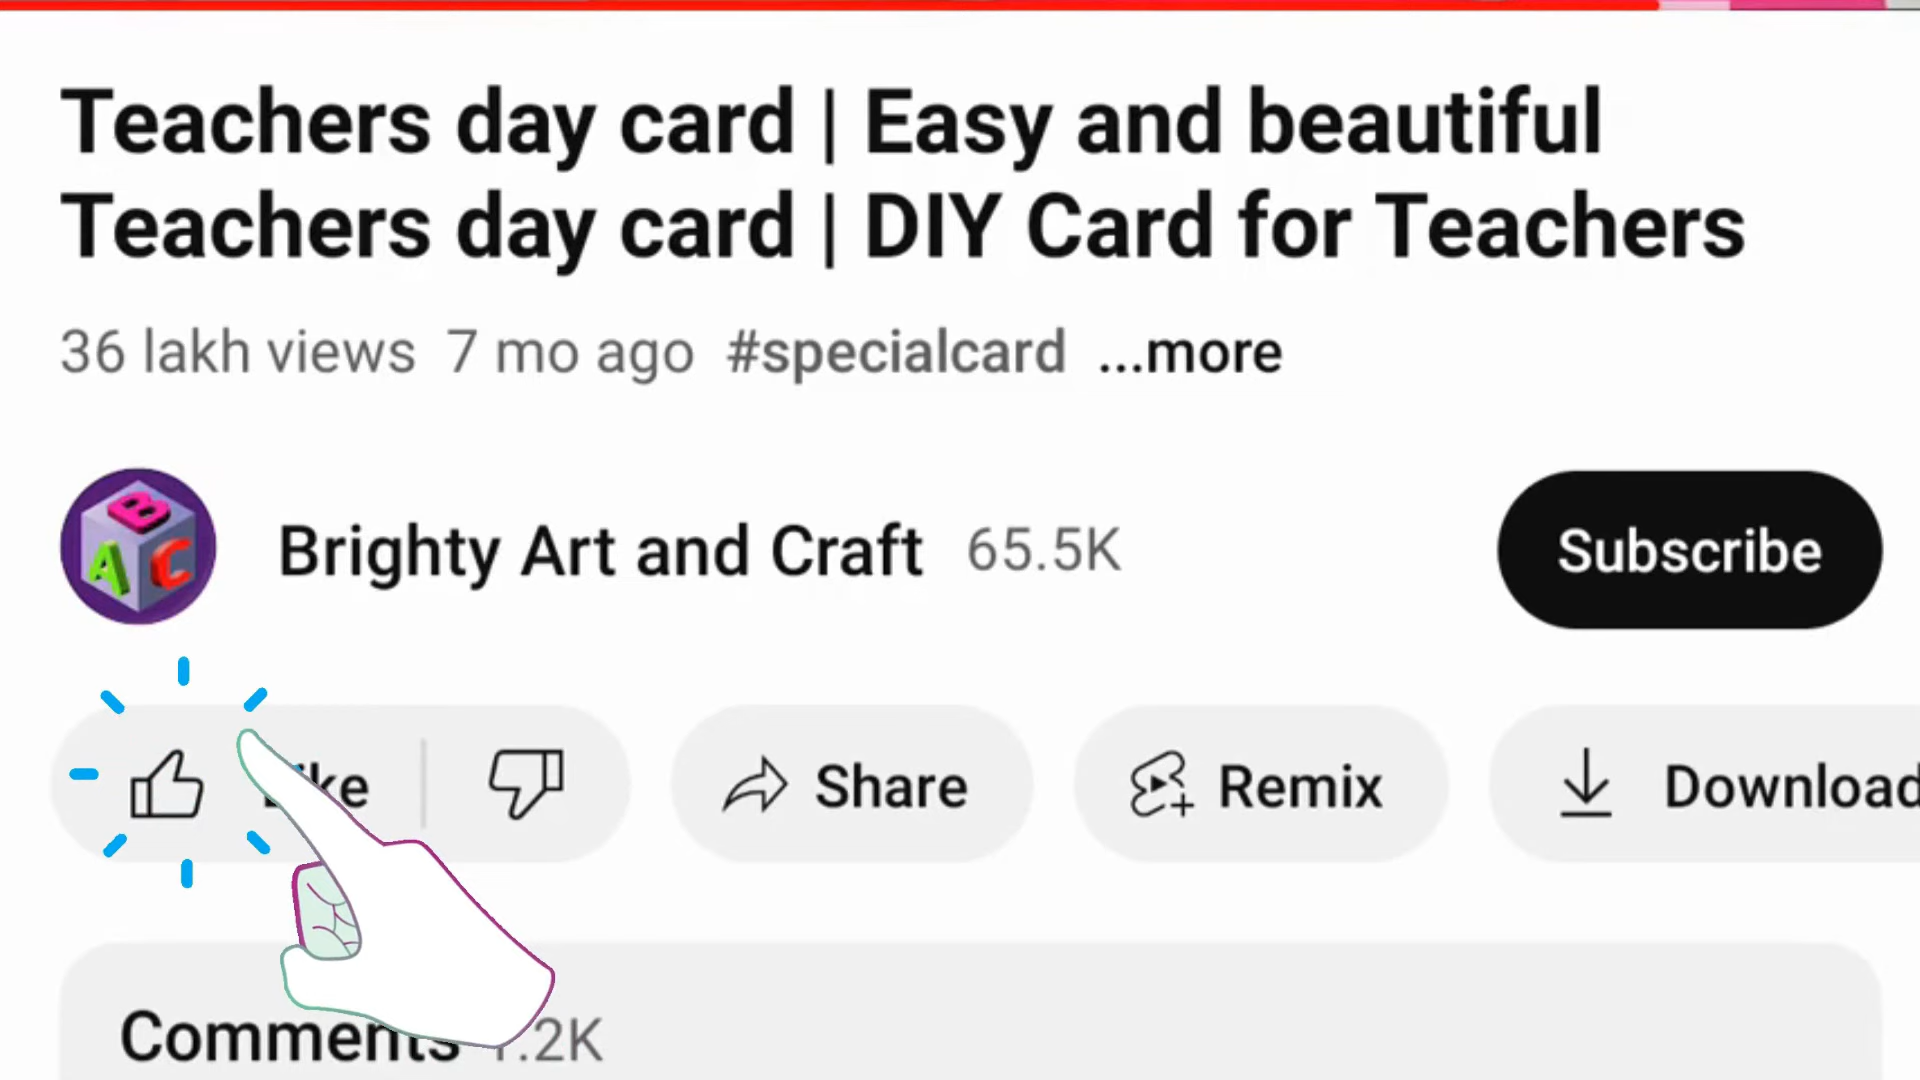 Teachers day card | Easy and beautiful
Teachers day card | DIY Card for Teachers
36 lakh views 7 mo ago #specialcard ...more
B
A C
Brighty Art and Craft 65.5K
Subscribe
Share
Remix
Download
Comments